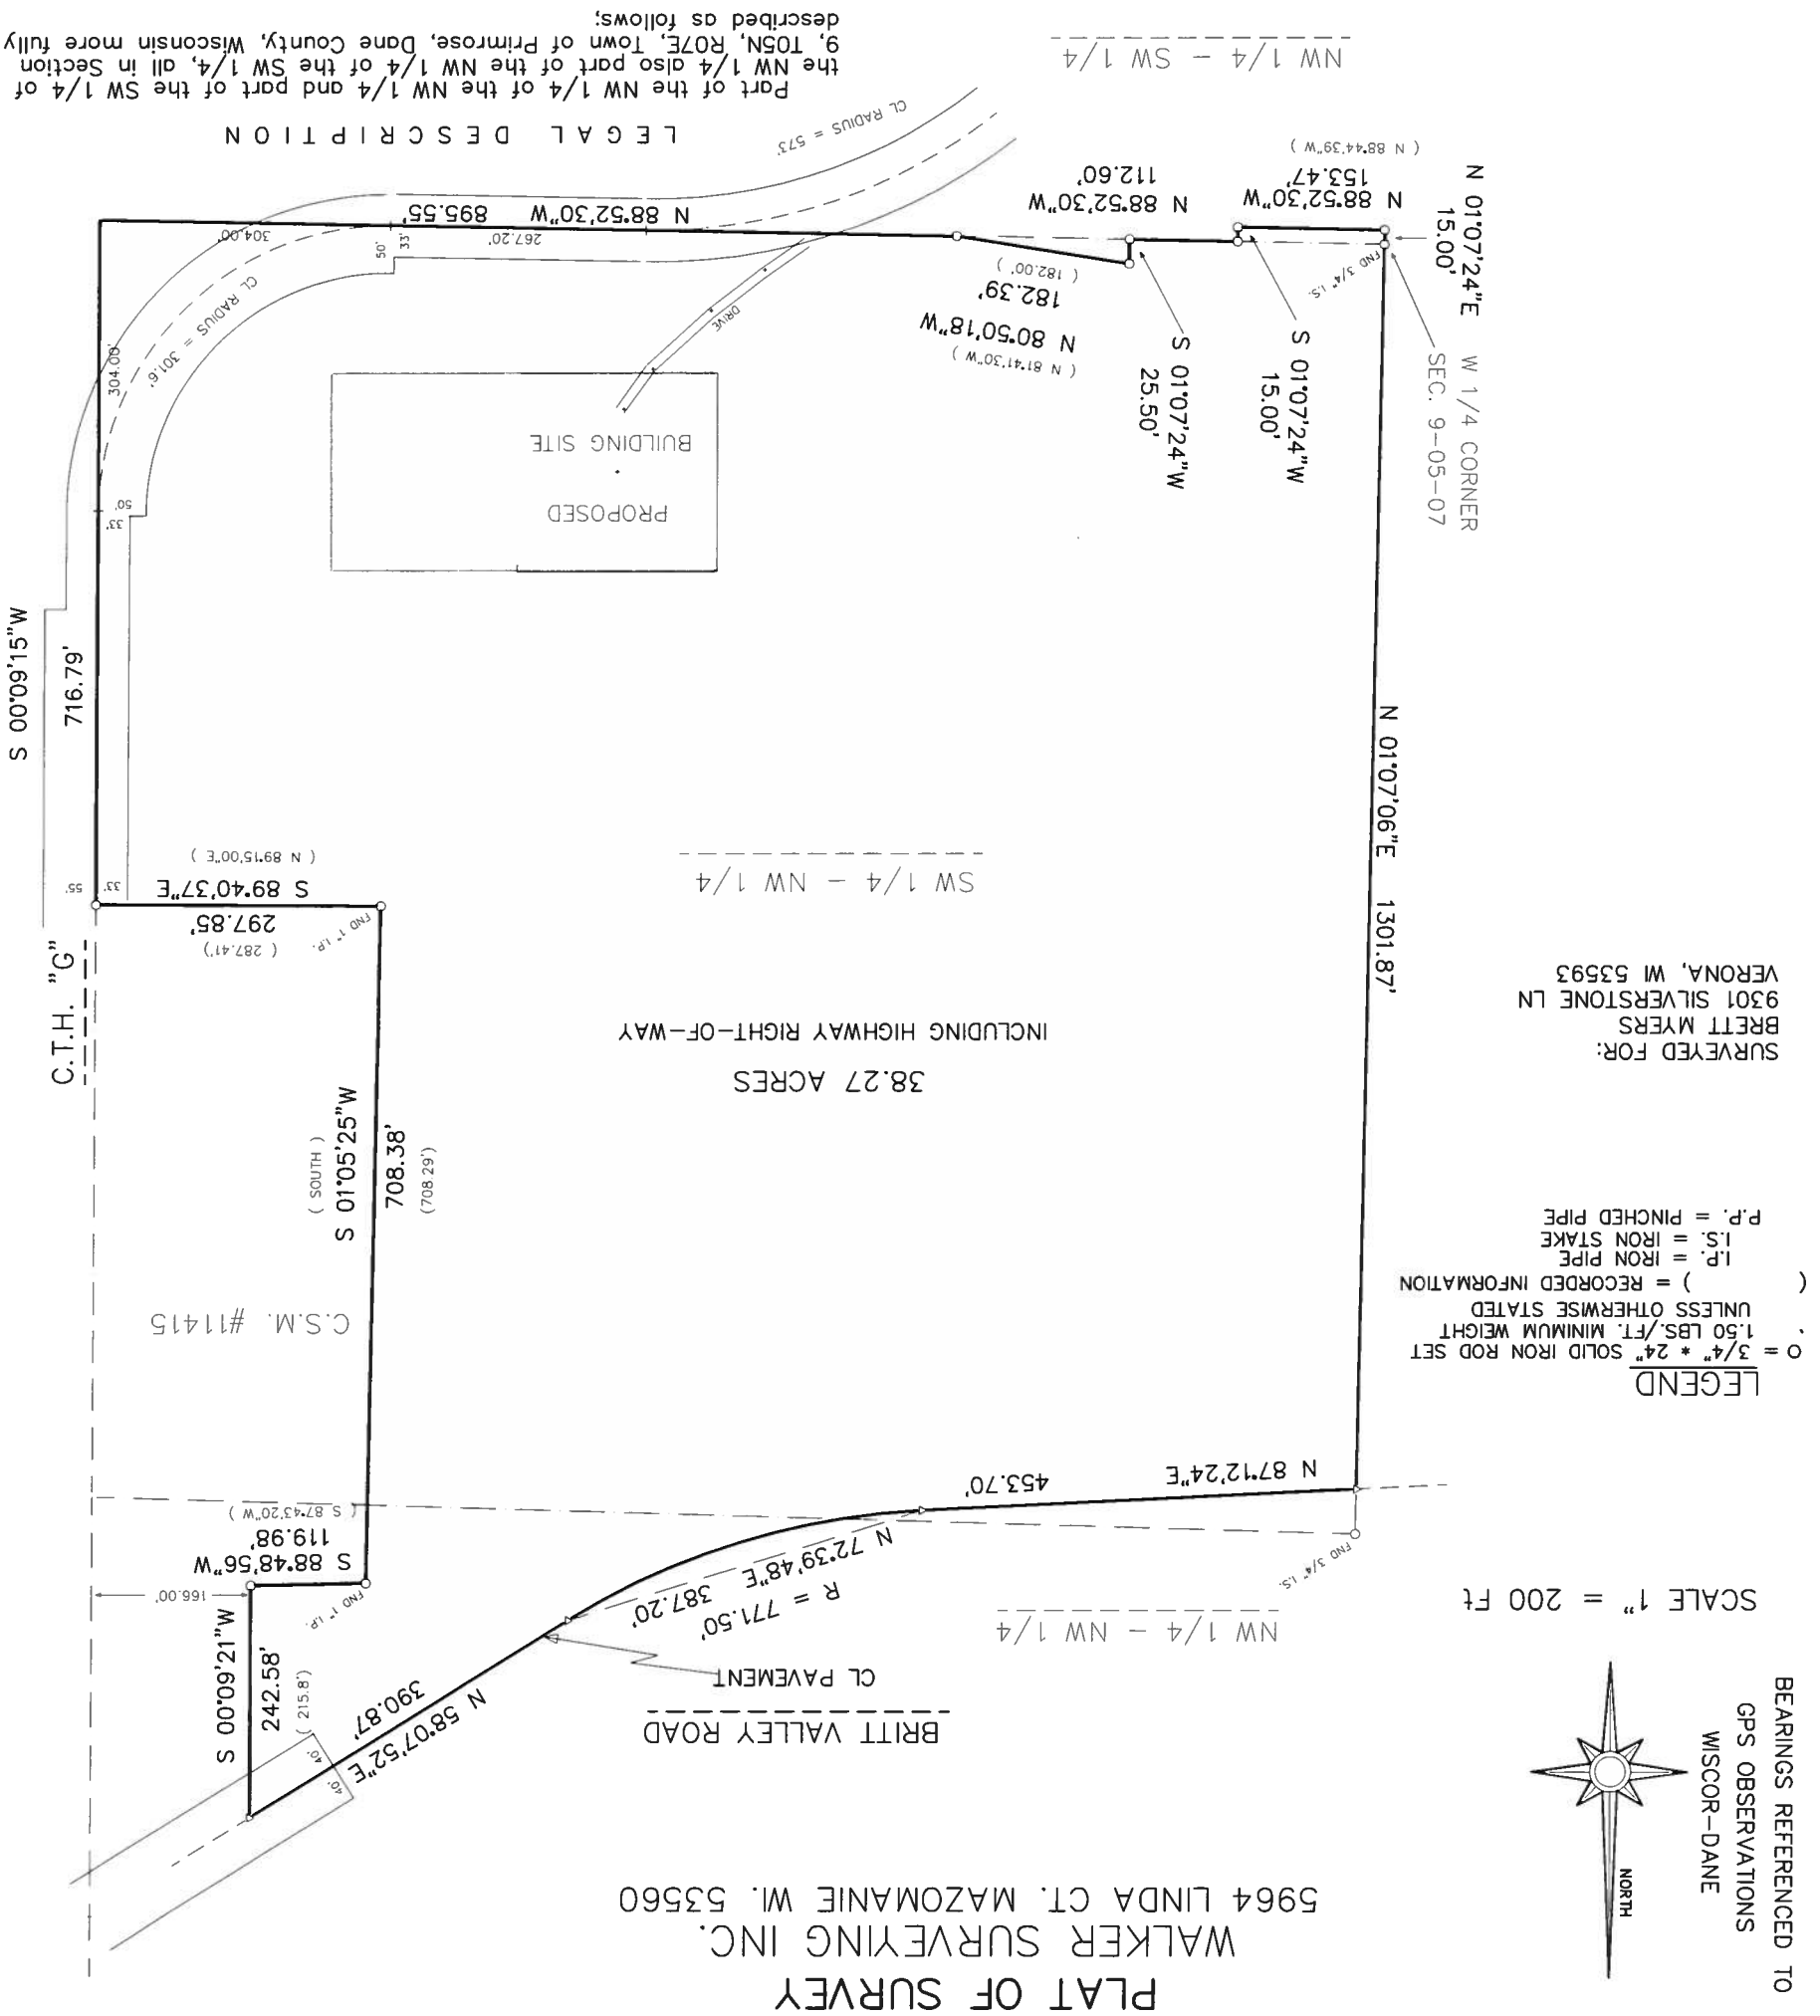 PLAT OF SURVEY
WALKER SURVEYING INC.
5964 LINDA CT. MAZOMANIE WI. 53560
BEARINGS REFERENCED TO
GPS OBSERVATIONS
WISCOR-DANE
NORTH
SCALE 1" = 200 Ft
LEGEND
O = 3/4" * 24" SOLID IRON ROD SET
1.50 LBS./FT. MINIMUM WEIGHT
UNLESS OTHERWISE STATED
( ) = RECORDED INFORMATION
I.P. = IRON PIPE
I.S. = IRON STAKE
P.P. = PINCHED PIPE
SURVEYED FOR:
BRETT MYERS
9301 SILVERSTONE LN
VERONA, WI 53593
BRITT VALLEY ROAD
CL PAVEMENT
NW 1/4 - NW 1/4
40'
40'
N 58°07'52"E
390.87'
R = 771.50'
N 72°39'48"E 387.20'
N 87°12'24"E 453.70'
FND 3/4" I.S.
S 00°09'21"W
242.58'
( 215.8')
166.00'
FND 1" I.P.
S 88°48'56"W
119.98'
( S 87°43'20"W )
C.S.M. #11415
( SOUTH )
S 01°05'25"W
708.38'
(708.29')
38.27 ACRES
INCLUDING HIGHWAY RIGHT-OF-WAY
C.T.H. "G"
( 287.41')
FND 1" I.P.
297.85'
S 89°40'37"E
( N 89°15'00"E )
55'
33'
SW 1/4 - NW 1/4
N 01°07'06"E 1301.87'
S 00°09'15"W
716.79'
PROPOSED
BUILDING SITE
DRIVE
33'
50'
304.00'
CL RADIUS = 301.6'
304.00'
50'
33'
267.20'
N 88°52'30"W 895.55'
( N 81°41'30"W )
N 80°50'18"W
182.39'
( 182.00' )
S 01°07'24"W
25.50'
N 88°52'30"W
112.60'
S 01°07'24"W
15.00'
FND 3/4" I.S.
N 88°52'30"W
153.47'
( N 88°44'39"W )
N 01°07'24"E
15.00'
W 1/4 CORNER
SEC. 9-05-07
CL RADIUS = 573'
NW 1/4 - SW 1/4
LEGAL DESCRIPTION
Part of the NW 1/4 of the NW 1/4 and part of the SW 1/4 of
the NW 1/4 also part of the NW 1/4 of the SW 1/4, all in Section
9, T05N, R07E, Town of Primrose, Dane County, Wisconsin more fully
described as follows;